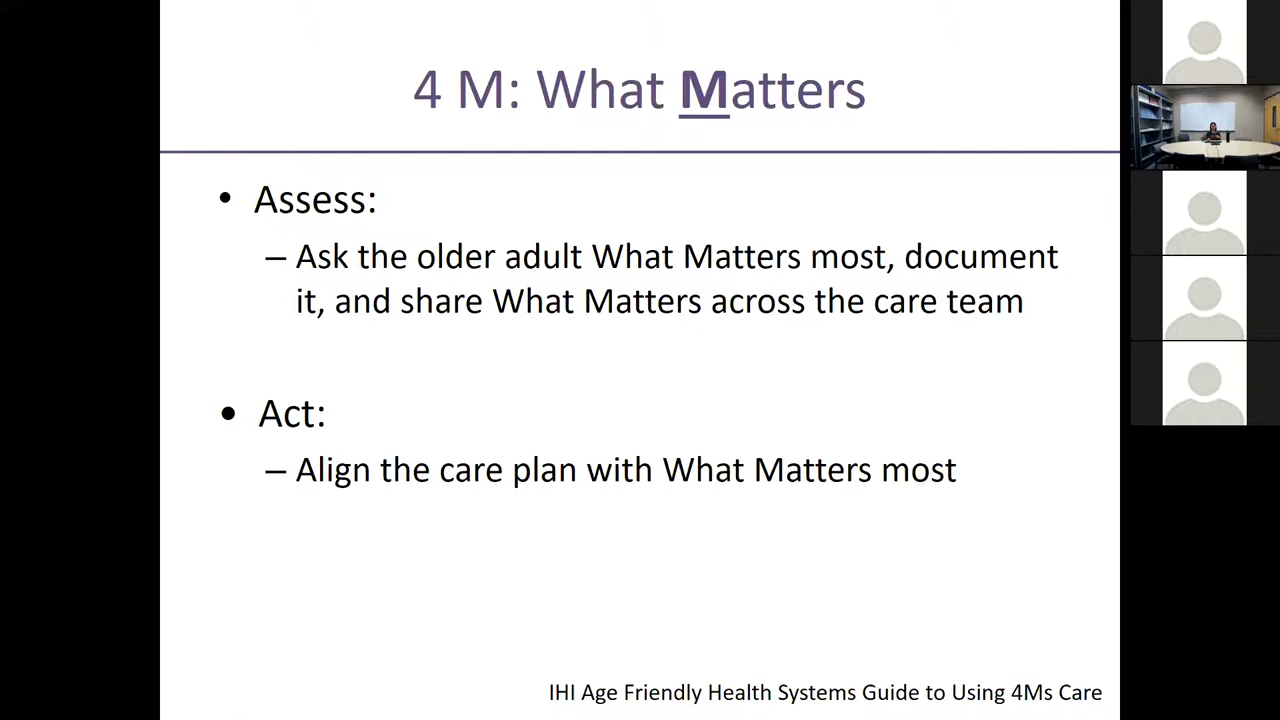 4 M: What Matters
• Assess:
– Ask the older adult What Matters most, document
it, and share What Matters across the care team
• Act:
– Align the care plan with What Matters most
IHI Age Friendly Health Systems Guide to Using 4Ms Care